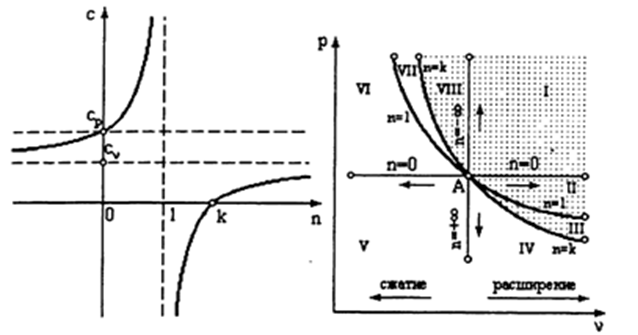 c
c_p
c_v
0
1
k
n
p
VI
VII
n=k
VIII
I
n=1
n=-∞
n=0
n=0
A
II
n=1
III
n=+∞
V
IV
n=k
сжатие
расширение
v